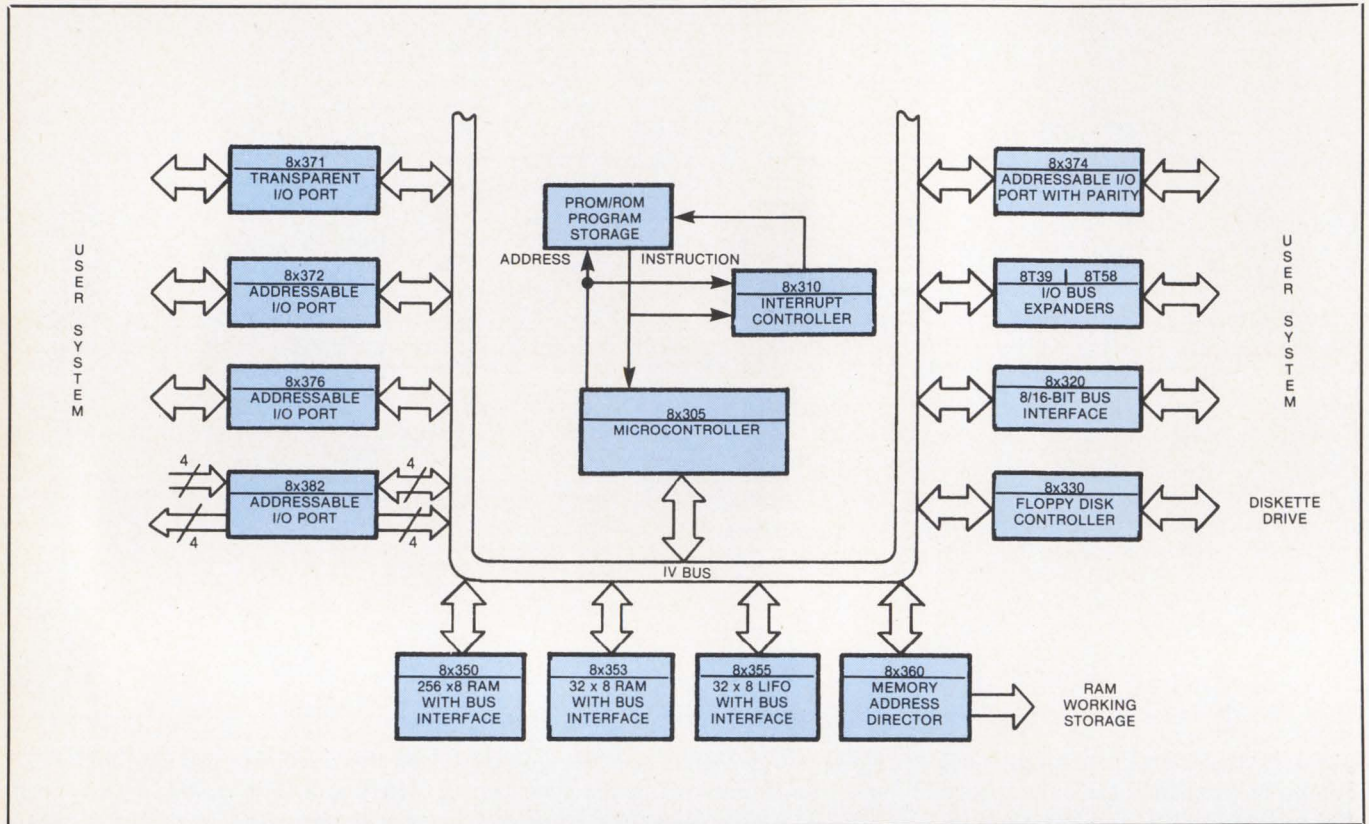 USER SYSTEM
8x371
TRANSPARENT
I/O PORT
8x372
ADDRESSABLE
I/O PORT
8x376
ADDRESSABLE
I/O PORT
4
4
8x382
ADDRESSABLE
I/O PORT
4
4
PROM/ROM
PROGRAM
STORAGE
ADDRESS
INSTRUCTION
8x310
INTERRUPT
CONTROLLER
8x305
MICROCONTROLLER
IV BUS
8x374
ADDRESSABLE I/O
PORT WITH PARITY
8T39 | 8T58
I/O BUS
EXPANDERS
8x320
8/16-BIT BUS
INTERFACE
8x330
FLOPPY DISK
CONTROLLER
USER SYSTEM
DISKETTE
DRIVE
8x350
256 x8 RAM
WITH BUS
INTERFACE
8x353
32 x 8 RAM
WITH BUS
INTERFACE
8x355
32 x 8 LIFO
WITH BUS
INTERFACE
8x360
MEMORY
ADDRESS
DIRECTOR
RAM
WORKING
STORAGE